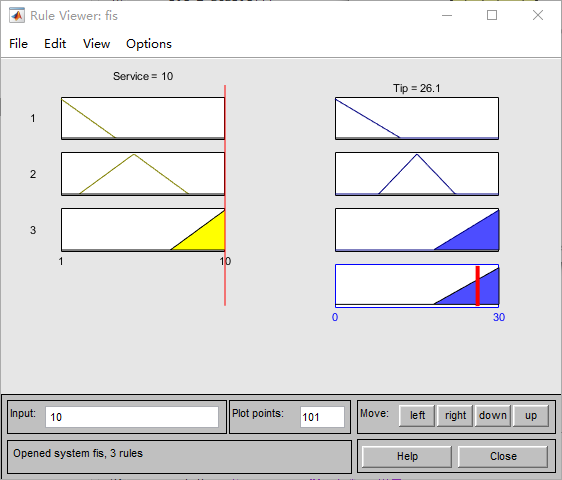 Rule Viewer: fis
File Edit View Options
Service = 10
Tip = 26.1
1
2
3
1 10
0 30
Input: 10 Plot points: 101 Move: left right down up
Opened system fis, 3 rules Help Close